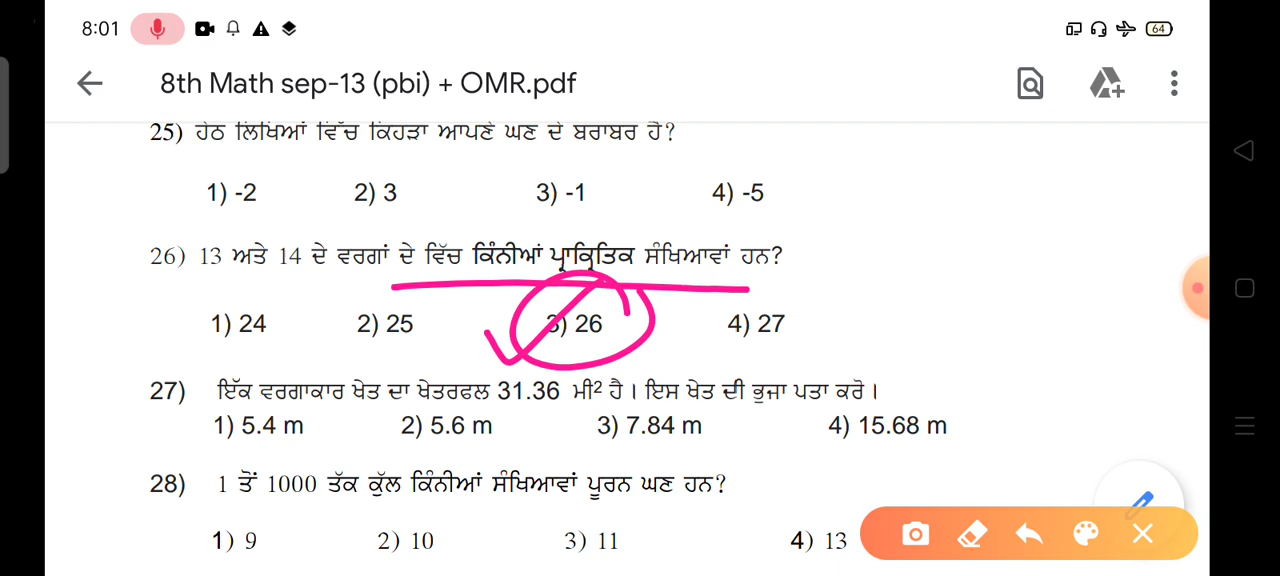 8:01 64
8th Math sep-13 (pbi) + OMR.pdf
25) ਹੇਠ ਲਿਖਿਆਂ ਵਿੱਚ ਕਿਹੜਾ ਆਪਣੇ ਘਣ ਦੇ ਬਰਾਬਰ ਹੈ?
1) -2 2) 3 3) -1 4) -5
26) 13 ਅਤੇ 14 ਦੇ ਵਰਗਾਂ ਦੇ ਵਿੱਚ ਕਿੰਨੀਆਂ ਪ੍ਰਾਕ੍ਰਿਤਿਕ ਸੰਖਿਆਵਾਂ ਹਨ?
1) 24 2) 25 3) 26 4) 27
27) ਇੱਕ ਵਰਗਾਕਾਰ ਖੇਤ ਦਾ ਖੇਤਰਫਲ 31.36 ਮੀ² ਹੈ। ਇਸ ਖੇਤ ਦੀ ਭੁਜਾ ਪਤਾ ਕਰੋ।
1) 5.4 m 2) 5.6 m 3) 7.84 m 4) 15.68 m
28) 1 ਤੋਂ 1000 ਤੱਕ ਕੁੱਲ ਕਿੰਨੀਆਂ ਸੰਖਿਆਵਾਂ ਪੂਰਨ ਘਣ ਹਨ?
1) 9 2) 10 3) 11 4) 13